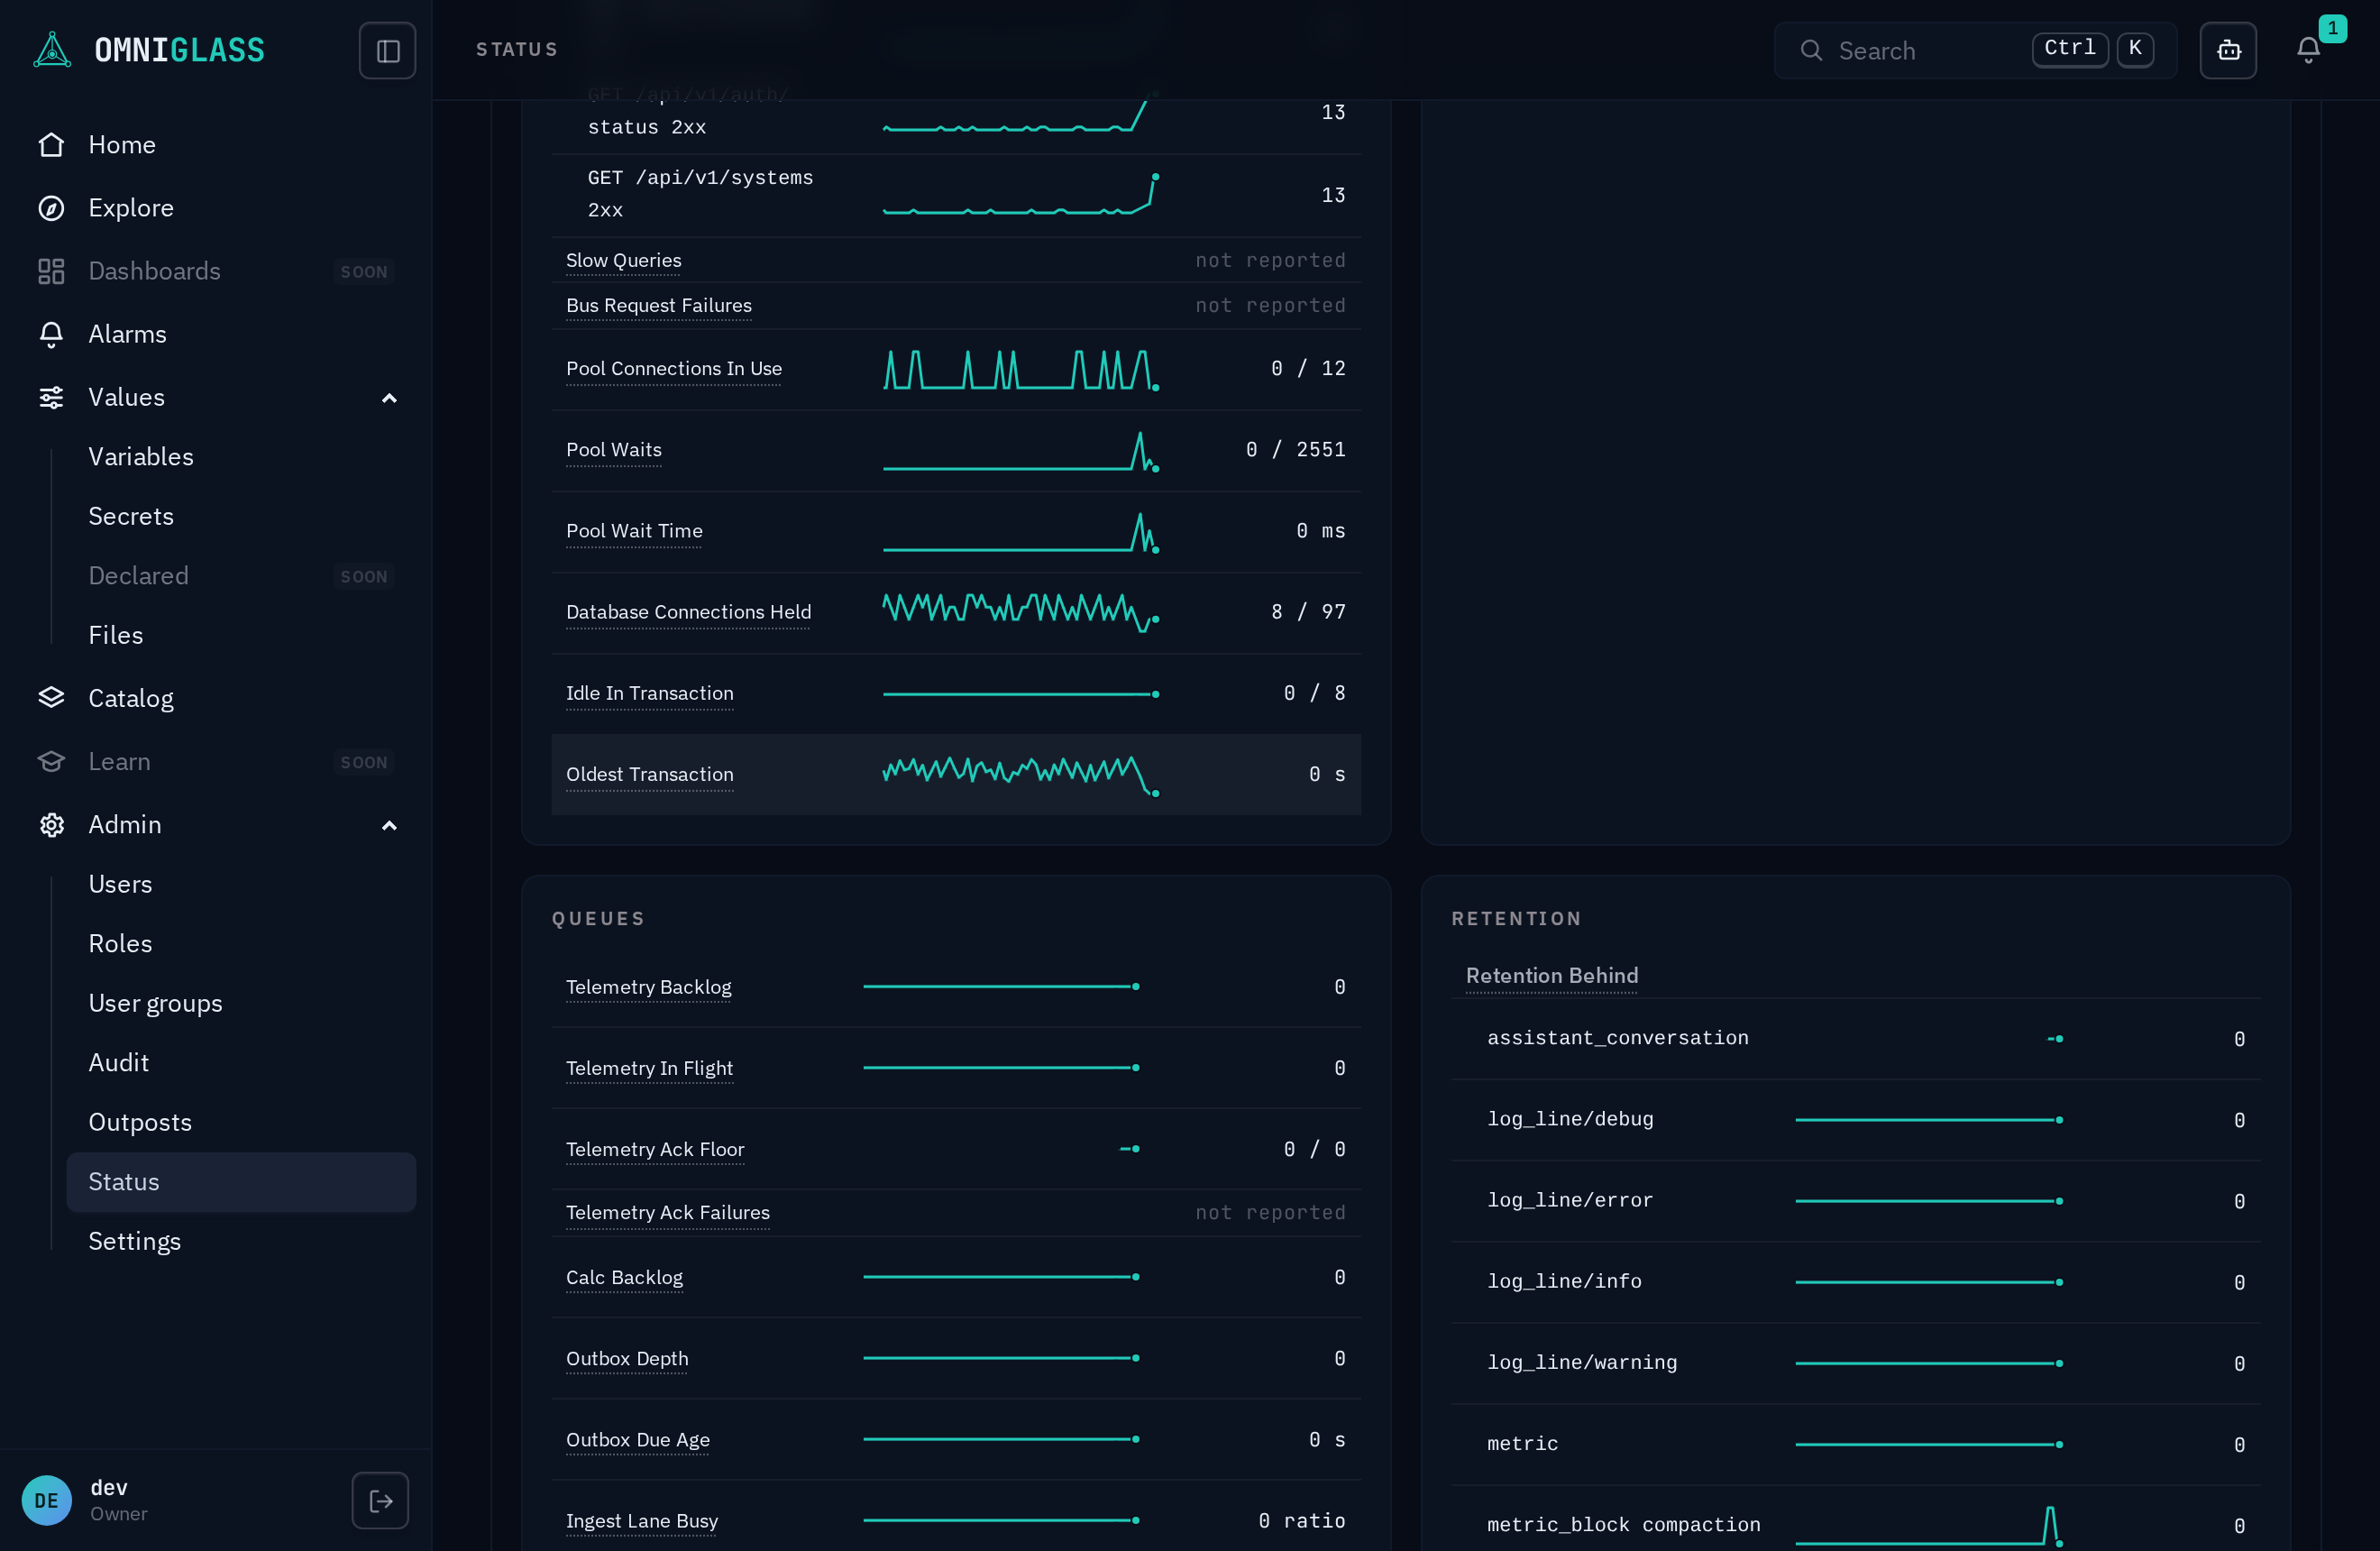 OMNIGLASS
Home
Explore
Dashboards SOON
Alarms
Values
Variables
Secrets
Declared SOON
Files
Catalog
Learn SOON
Admin
Users
Roles
User groups
Audit
Outposts
Status
Settings
DE
dev
Owner
STATUS
Search Ctrl K
1
GET /api/v1/auth/
status 2xx 13
GET /api/v1/systems
2xx 13
Slow Queries not reported
Bus Request Failures not reported
Pool Connections In Use 0 / 12
Pool Waits 0 / 2551
Pool Wait Time 0 ms
Database Connections Held 8 / 97
Idle In Transaction 0 / 8
Oldest Transaction 0 s
QUEUES
Telemetry Backlog 0
Telemetry In Flight 0
Telemetry Ack Floor 0 / 0
Telemetry Ack Failures not reported
Calc Backlog 0
Outbox Depth 0
Outbox Due Age 0 s
Ingest Lane Busy 0 ratio
RETENTION
Retention Behind
assistant_conversation 0
log_line/debug 0
log_line/error 0
log_line/info 0
log_line/warning 0
metric 0
metric_block compaction 0